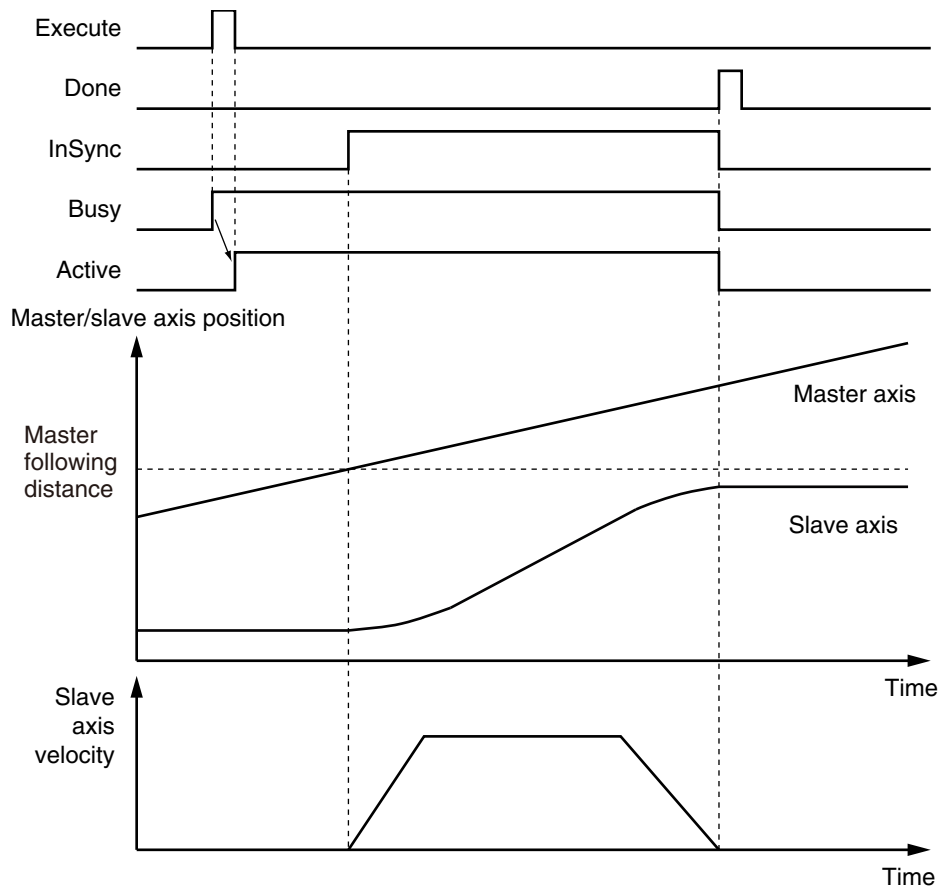 Execute
Done
InSync
Busy
Active
Master/slave axis position
Master axis
Master
following
distance
Slave axis
Time
Slave
axis
velocity
Time